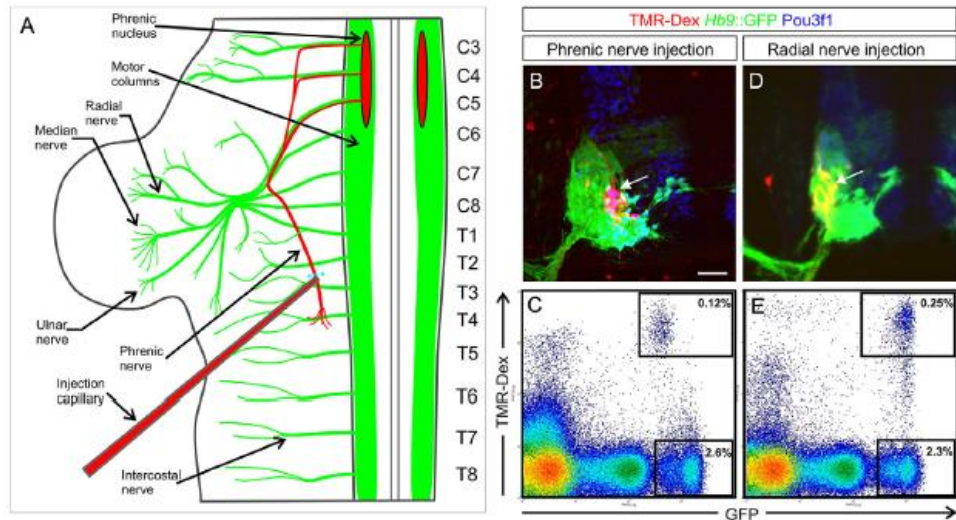 A
Phrenic
nucleus
Motor
columns
Radial
nerve
Median
nerve
Ulnar
nerve
Phrenic
nerve
Injection
capillary
Intercostal
nerve
C3
C4
C5
C6
C7
C8
T1
T2
T3
T4
T5
T6
T7
T8
TMR-Dex Hb9::GFP Pou3f1
Phrenic nerve injection
Radial nerve injection
B
D
C
0.12%
2.6%
E
0.25%
2.3%
TMR-Dex
GFP